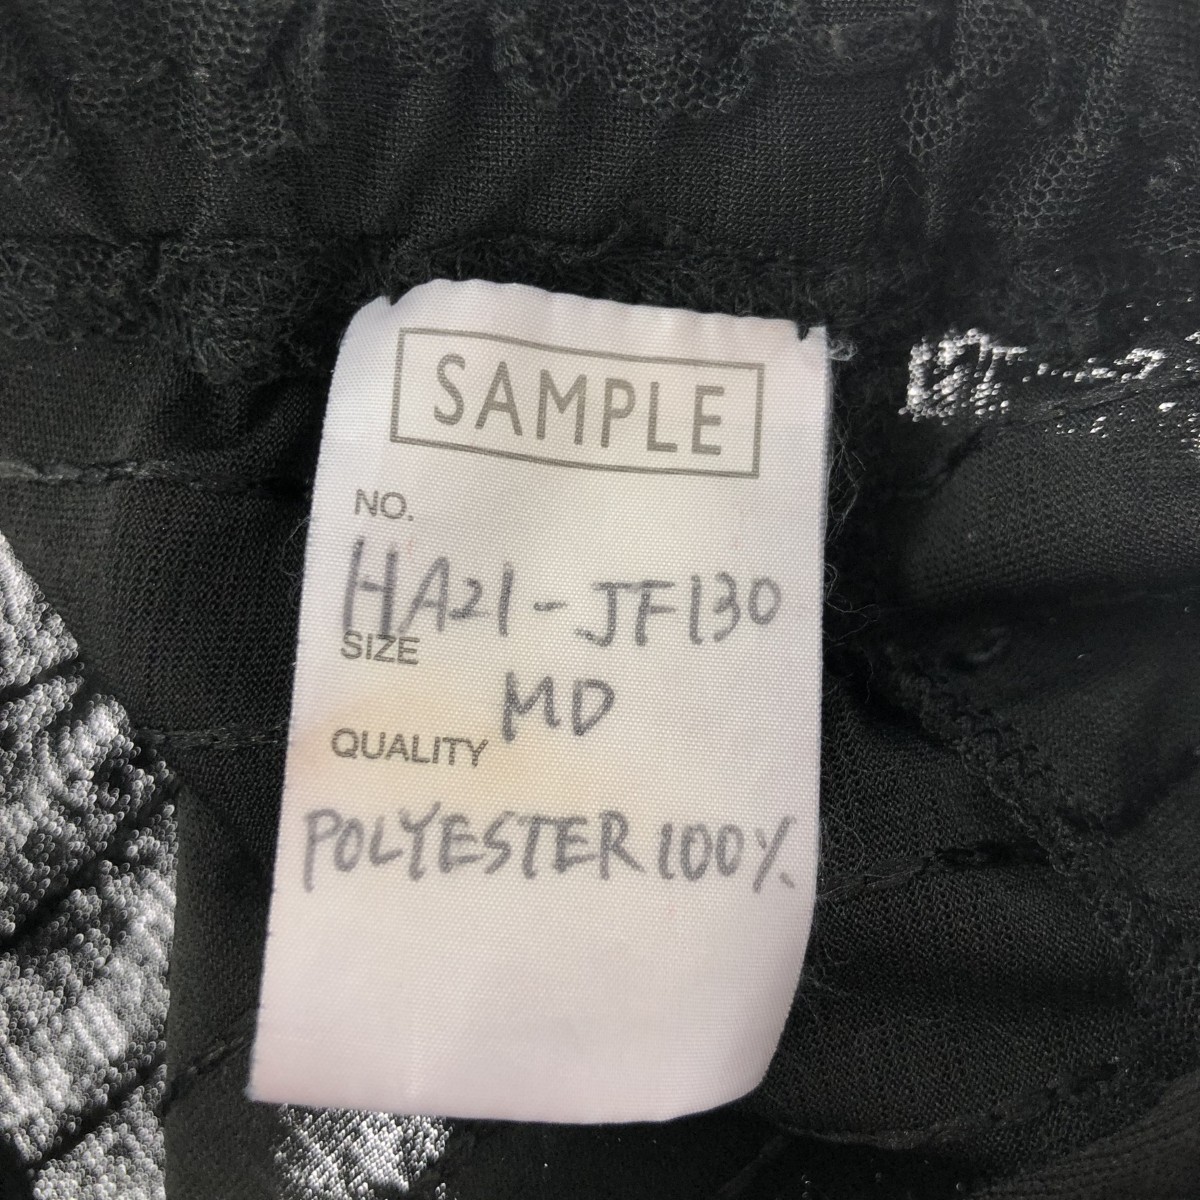 SAMPLE
NO.
HA21-JF130
SIZE
MD
QUALITY
POLYESTER 100%